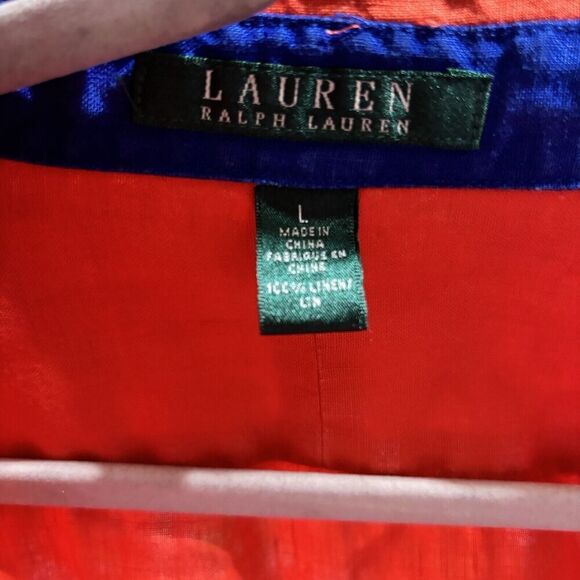 LAUREN
RALPH LAUREN
L
MADE IN
CHINA
FABRIQUE EN
CHINE
100% LINEN/
LIN